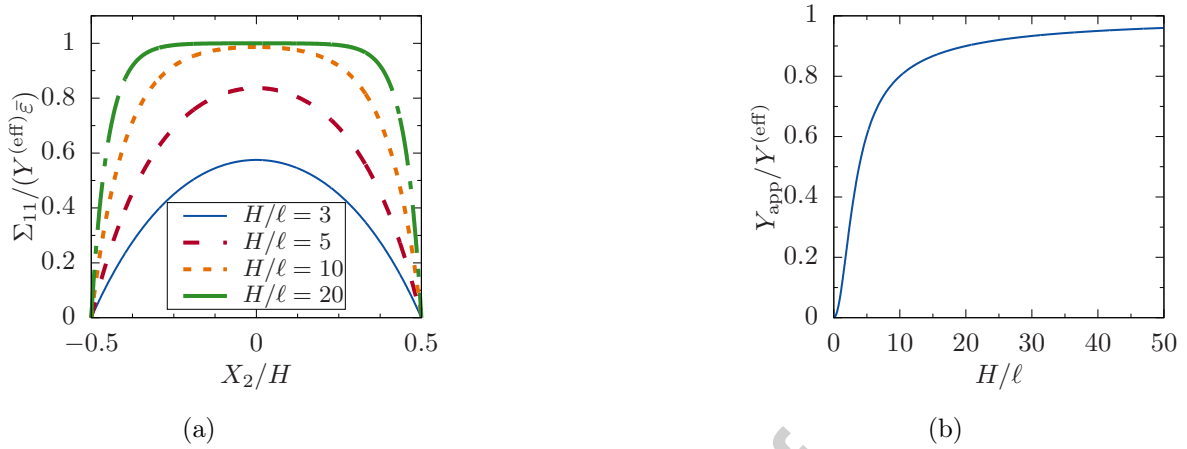 1
0.8
0.6
0.4
0.2
0
Σ₁₁/(Y^(eff) ε̄)
H/ℓ = 3
H/ℓ = 5
H/ℓ = 10
H/ℓ = 20
−0.5 0 0.5
X₂/H
(a)
1
0.8
0.6
0.4
0.2
0
Y_app/Y^(eff)
0 10 20 30 40 50
H/ℓ
(b)